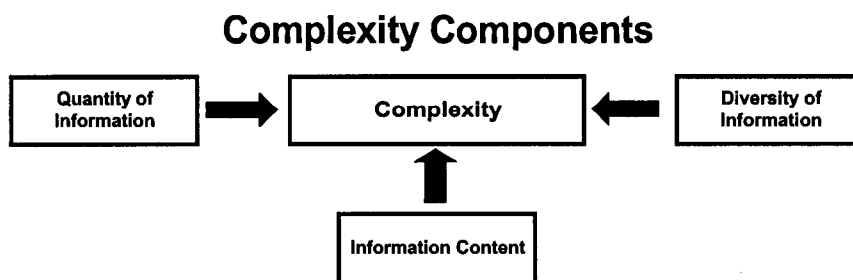 Complexity Components
Quantity of
Information
Complexity
Diversity of
Information
Information Content